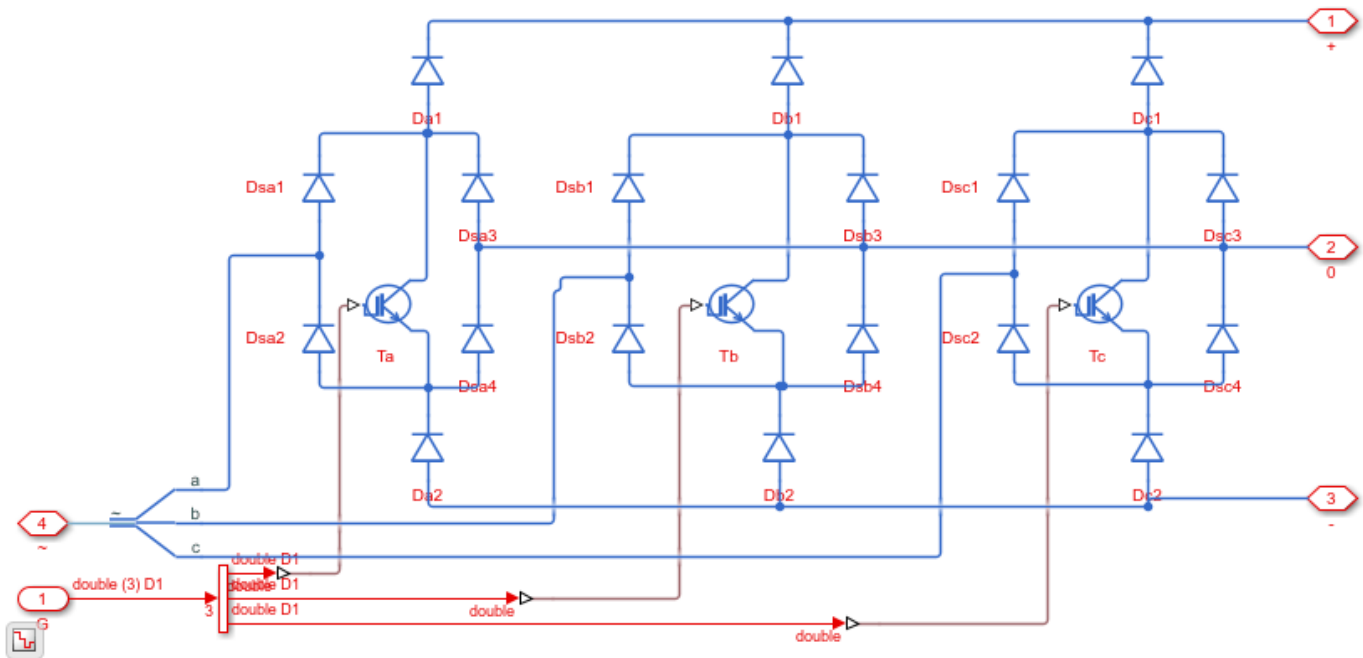 1
+
Da1
Db1
Dc1
Dsa1
Dsb1
Dsc1
Dsa3
Dsb3
Dsc3
2
0
Dsa2
Ta
Dsb2
Tb
Dsc2
Tc
Dsa4
Dsb4
Dsc4
Da2
Db2
Dc2
3
-
a
4
~
~
b
c
double (3) D1
double D1
double
double D1
1
3
double D1
double
G
double